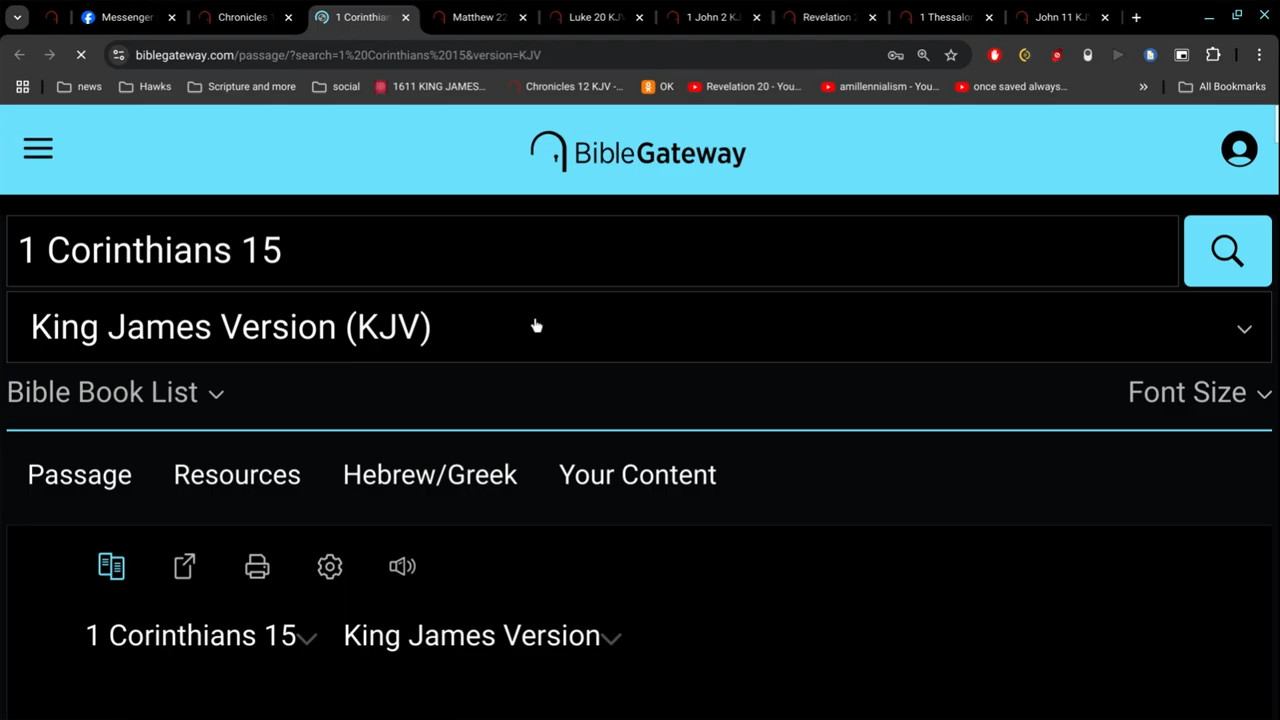 Messenger
Chronicles
1 Corinthian
Matthew 22
Luke 20 KJV
1 John 2 KJ
Revelation 2
1 Thessalon
John 11 KJV
biblegateway.com/passage/?search=1%20Corinthians%2015&version=KJV
news
Hawks
Scripture and more
social
1611 KING JAMES...
Chronicles 12 KJV -...
OK
Revelation 20 - You...
amillennialism - You...
once saved always...
»
All Bookmarks
BibleGateway
1 Corinthians 15
King James Version (KJV)
Bible Book List
Font Size
Passage Resources Hebrew/Greek Your Content
1 Corinthians 15 King James Version